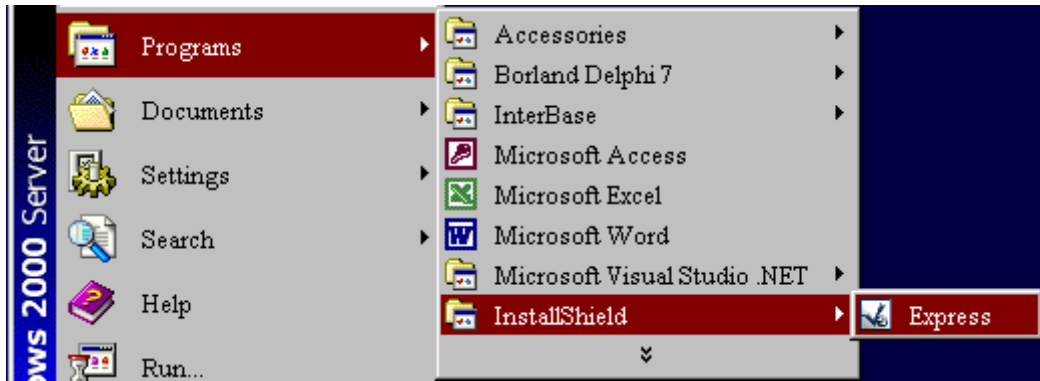 Programs
Documents
Settings
Search
Help
Run...
Accessories
Borland Delphi 7
InterBase
Microsoft Access
Microsoft Excel
Microsoft Word
Microsoft Visual Studio .NET
InstallShield
Express
ows 2000 Server